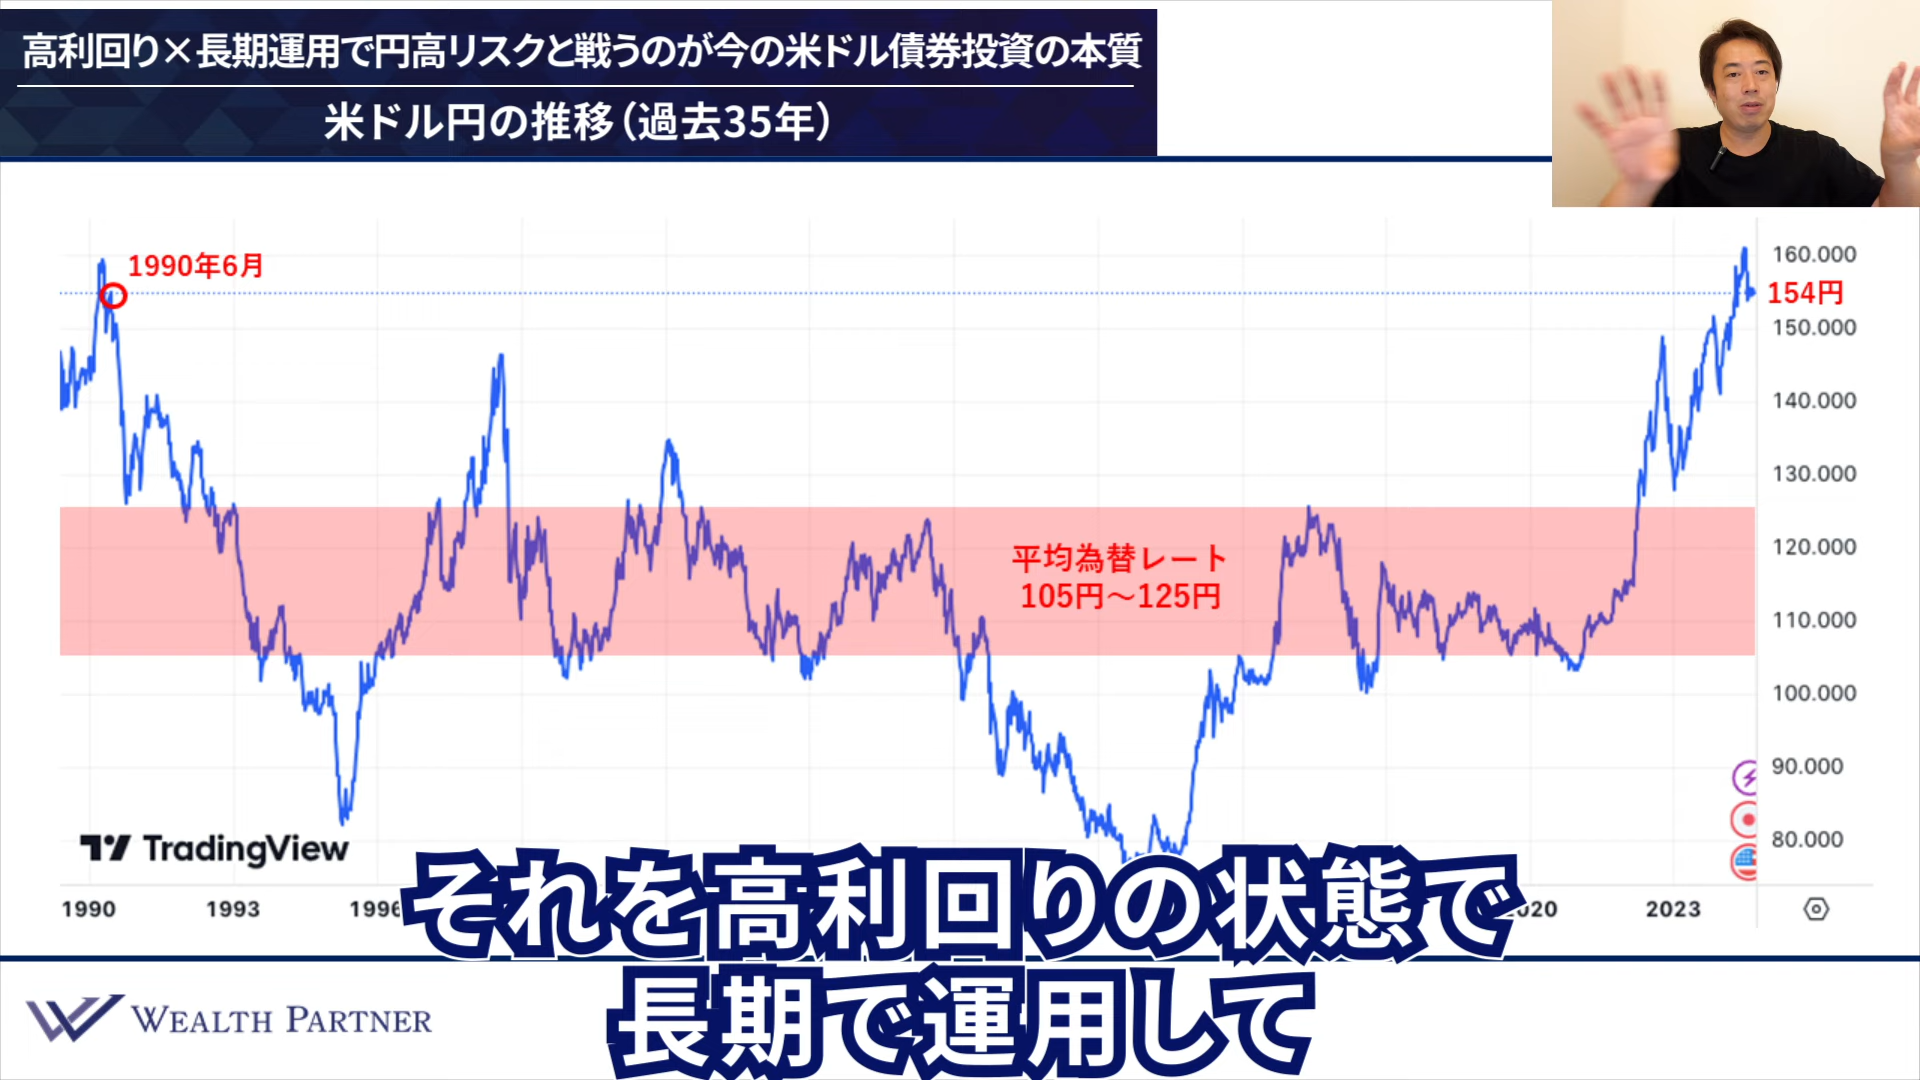 高利回り×長期運用で円高リスクと戦うのが今の米ドル債券投資の本質
米ドル円の推移（過去35年）
1990年6月
160.000
154円
150.000
140.000
130.000
120.000
110.000
100.000
90.000
80.000
平均為替レート
105円～125円
TradingView
1990
1993
1996
2023
それを高利回りの状態で
長期で運用して
WEALTH PARTNER